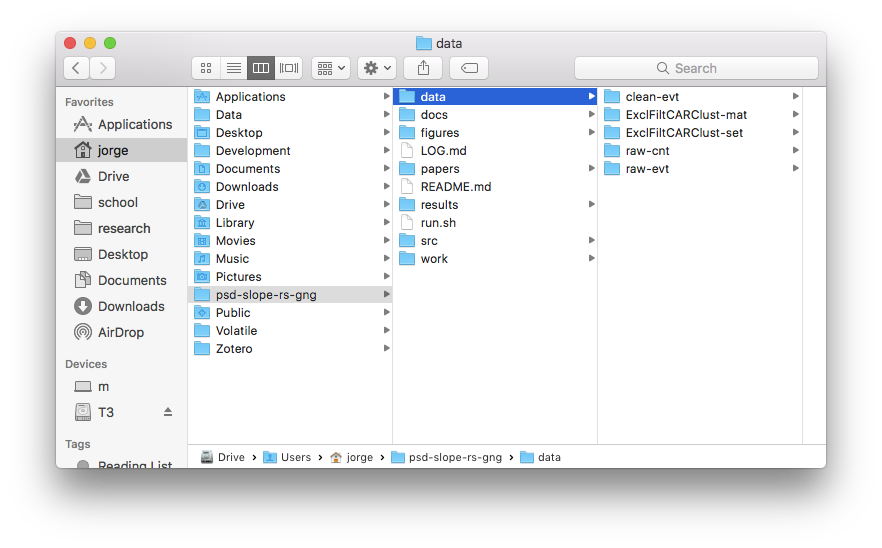 data
Search
Favorites
Applications
jorge
Drive
school
research
Desktop
Documents
Downloads
AirDrop
Devices
m
T3
Tags
Reading List
Applications
Data
Desktop
Development
Documents
Downloads
Drive
Library
Movies
Music
Pictures
psd-slope-rs-gng
Public
Volatile
Zotero
data
docs
figures
LOG.md
papers
README.md
results
run.sh
src
work
clean-evt
ExclFiltCARClust-mat
ExclFiltCARClust-set
raw-cnt
raw-evt
Drive › Users › jorge › psd-slope-rs-gng › data